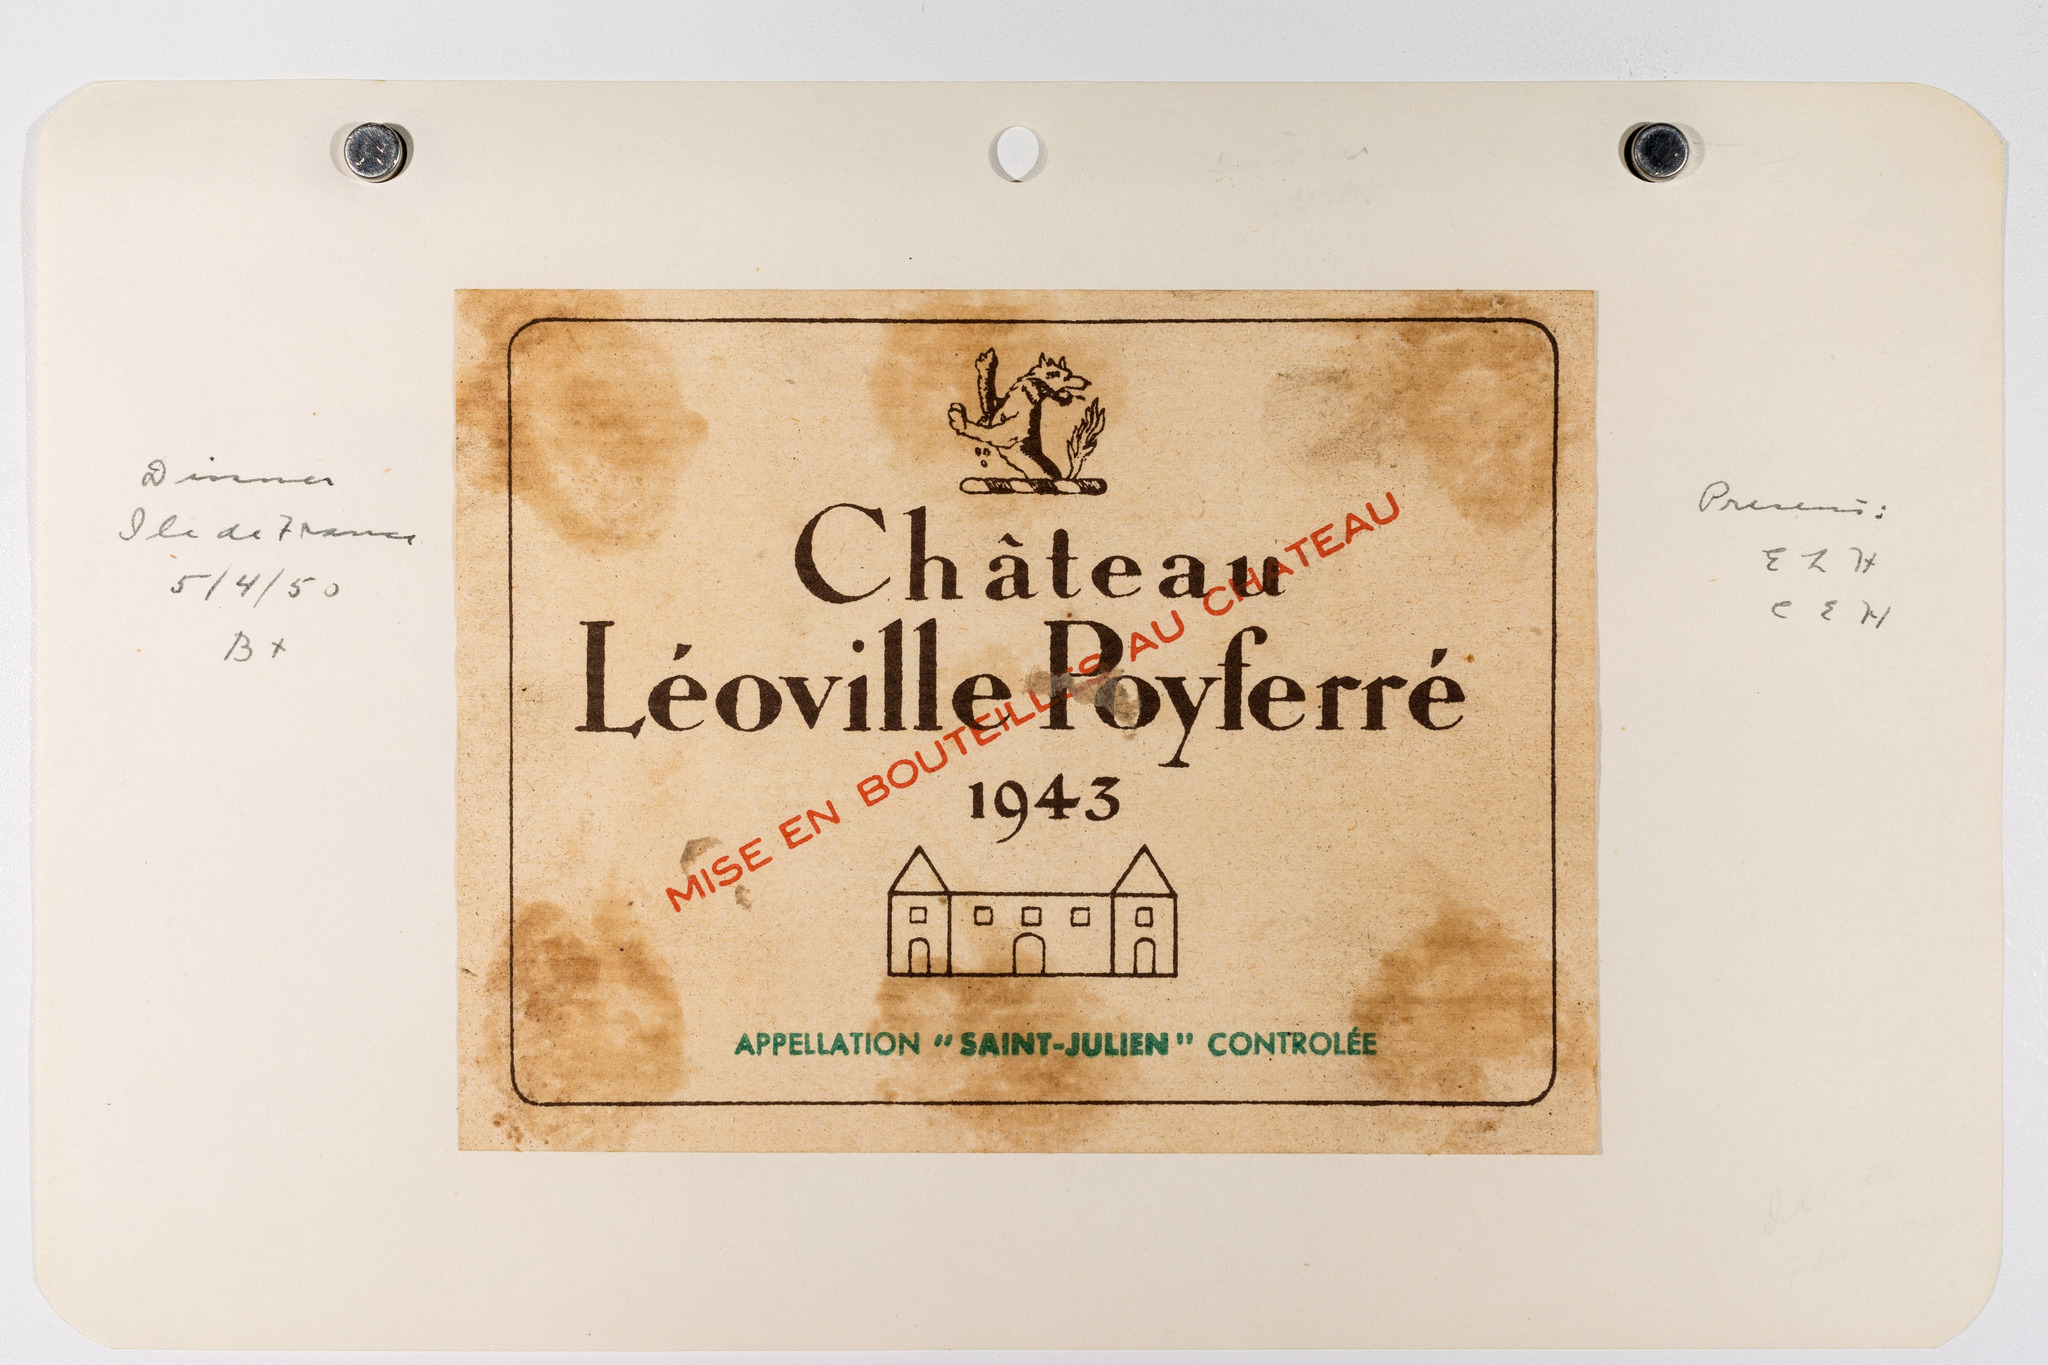 Dinner
Ile de France
5/4/50
B+
Château
Léoville Poyferré
1943
MISE EN BOUTEILLES AU CHATEAU
APPELLATION "SAINT-JULIEN" CONTROLÉE
Present:
E L H
C E H